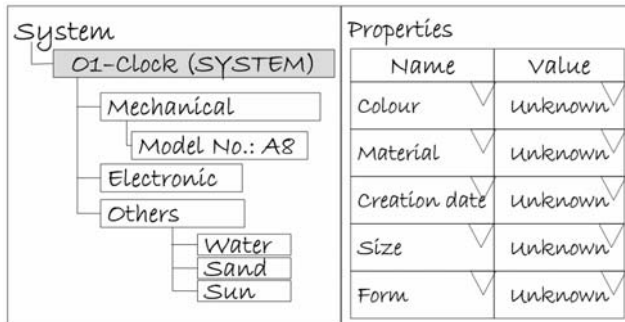 System
01-Clock (SYSTEM)
Mechanical
Model No.: A8
Electronic
Others
Water
Sand
Sun
Properties
Name Value
Colour Unknown
Material Unknown
Creation date Unknown
Size Unknown
Form Unknown